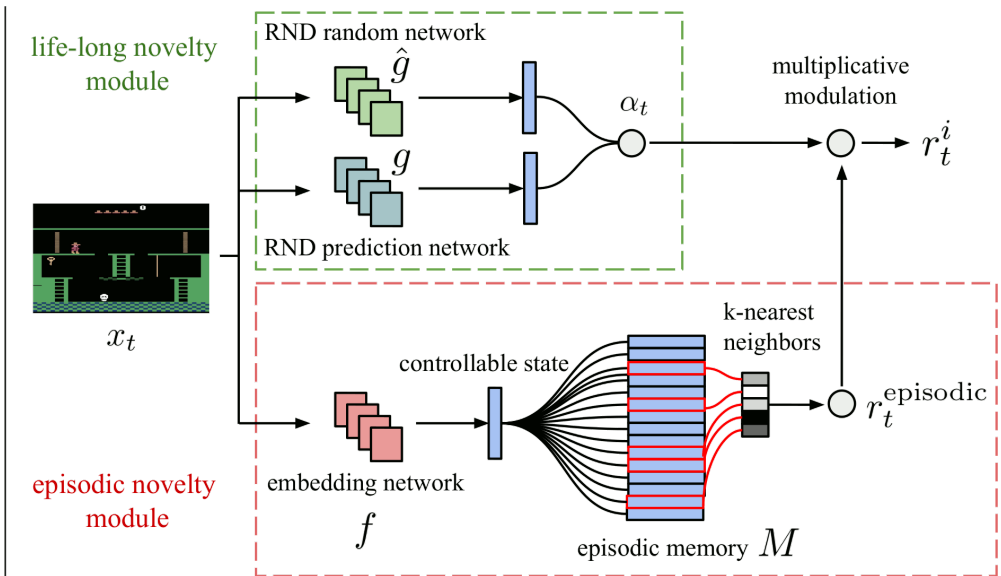 life-long novelty
module
RND random network
ĝ
g
RND prediction network
α_t
multiplicative
modulation
r_t^i
x_t
episodic novelty
module
embedding network
f
controllable state
k-nearest
neighbors
r_t^episodic
episodic memory M